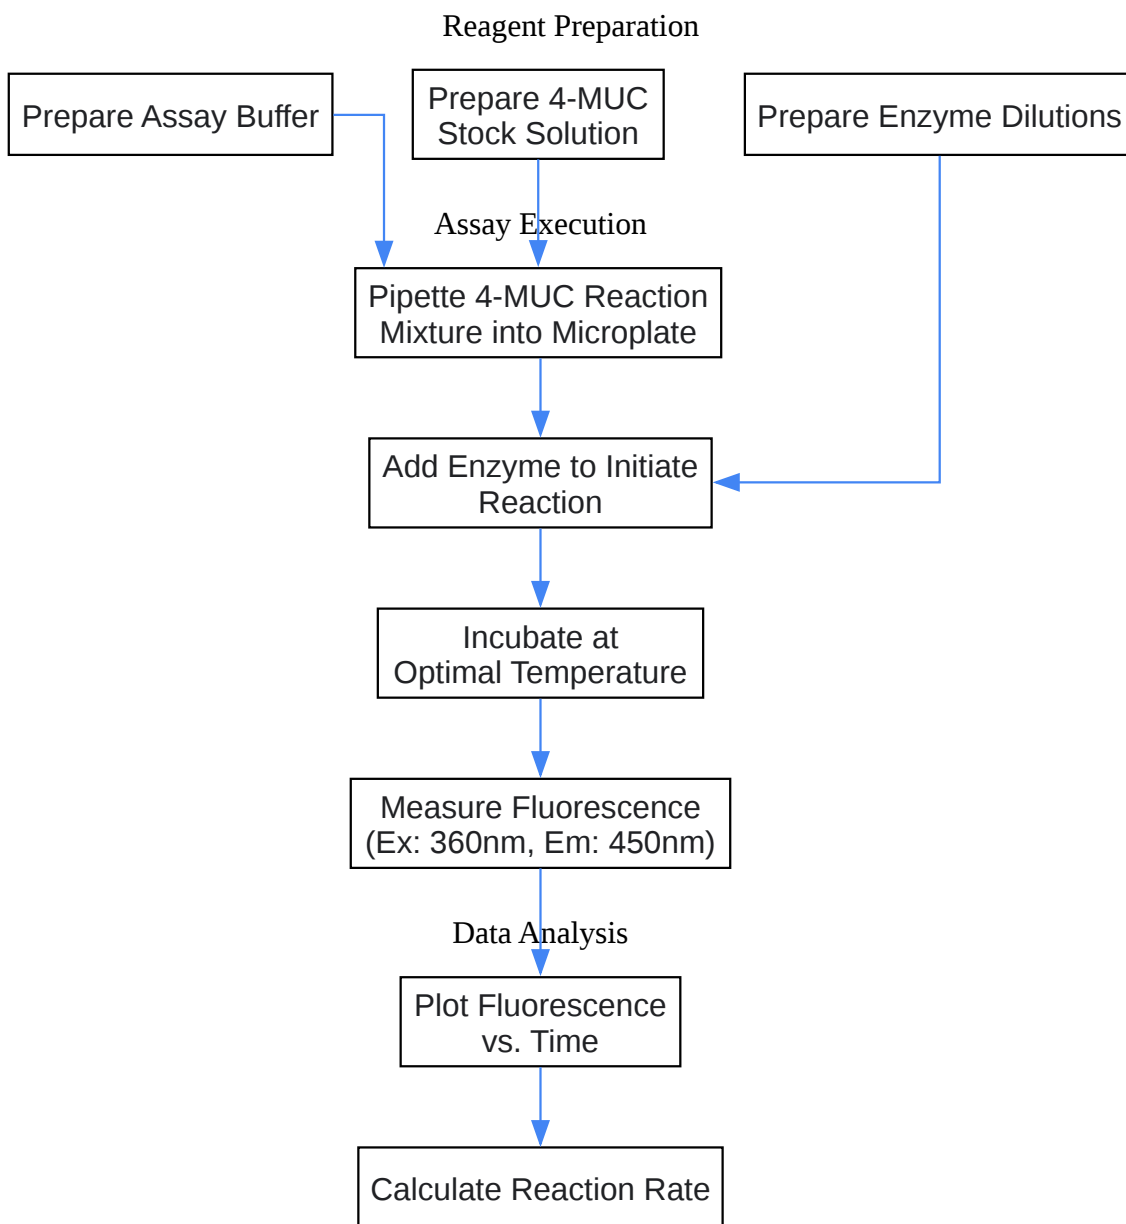 Reagent Preparation
Prepare Assay Buffer
Prepare 4-MUC
Stock Solution
Prepare Enzyme Dilutions
Assay Execution
Pipette 4-MUC Reaction
Mixture into Microplate
Add Enzyme to Initiate
Reaction
Incubate at
Optimal Temperature
Measure Fluorescence
(Ex: 360nm, Em: 450nm)
Data Analysis
Plot Fluorescence
vs. Time
Calculate Reaction Rate